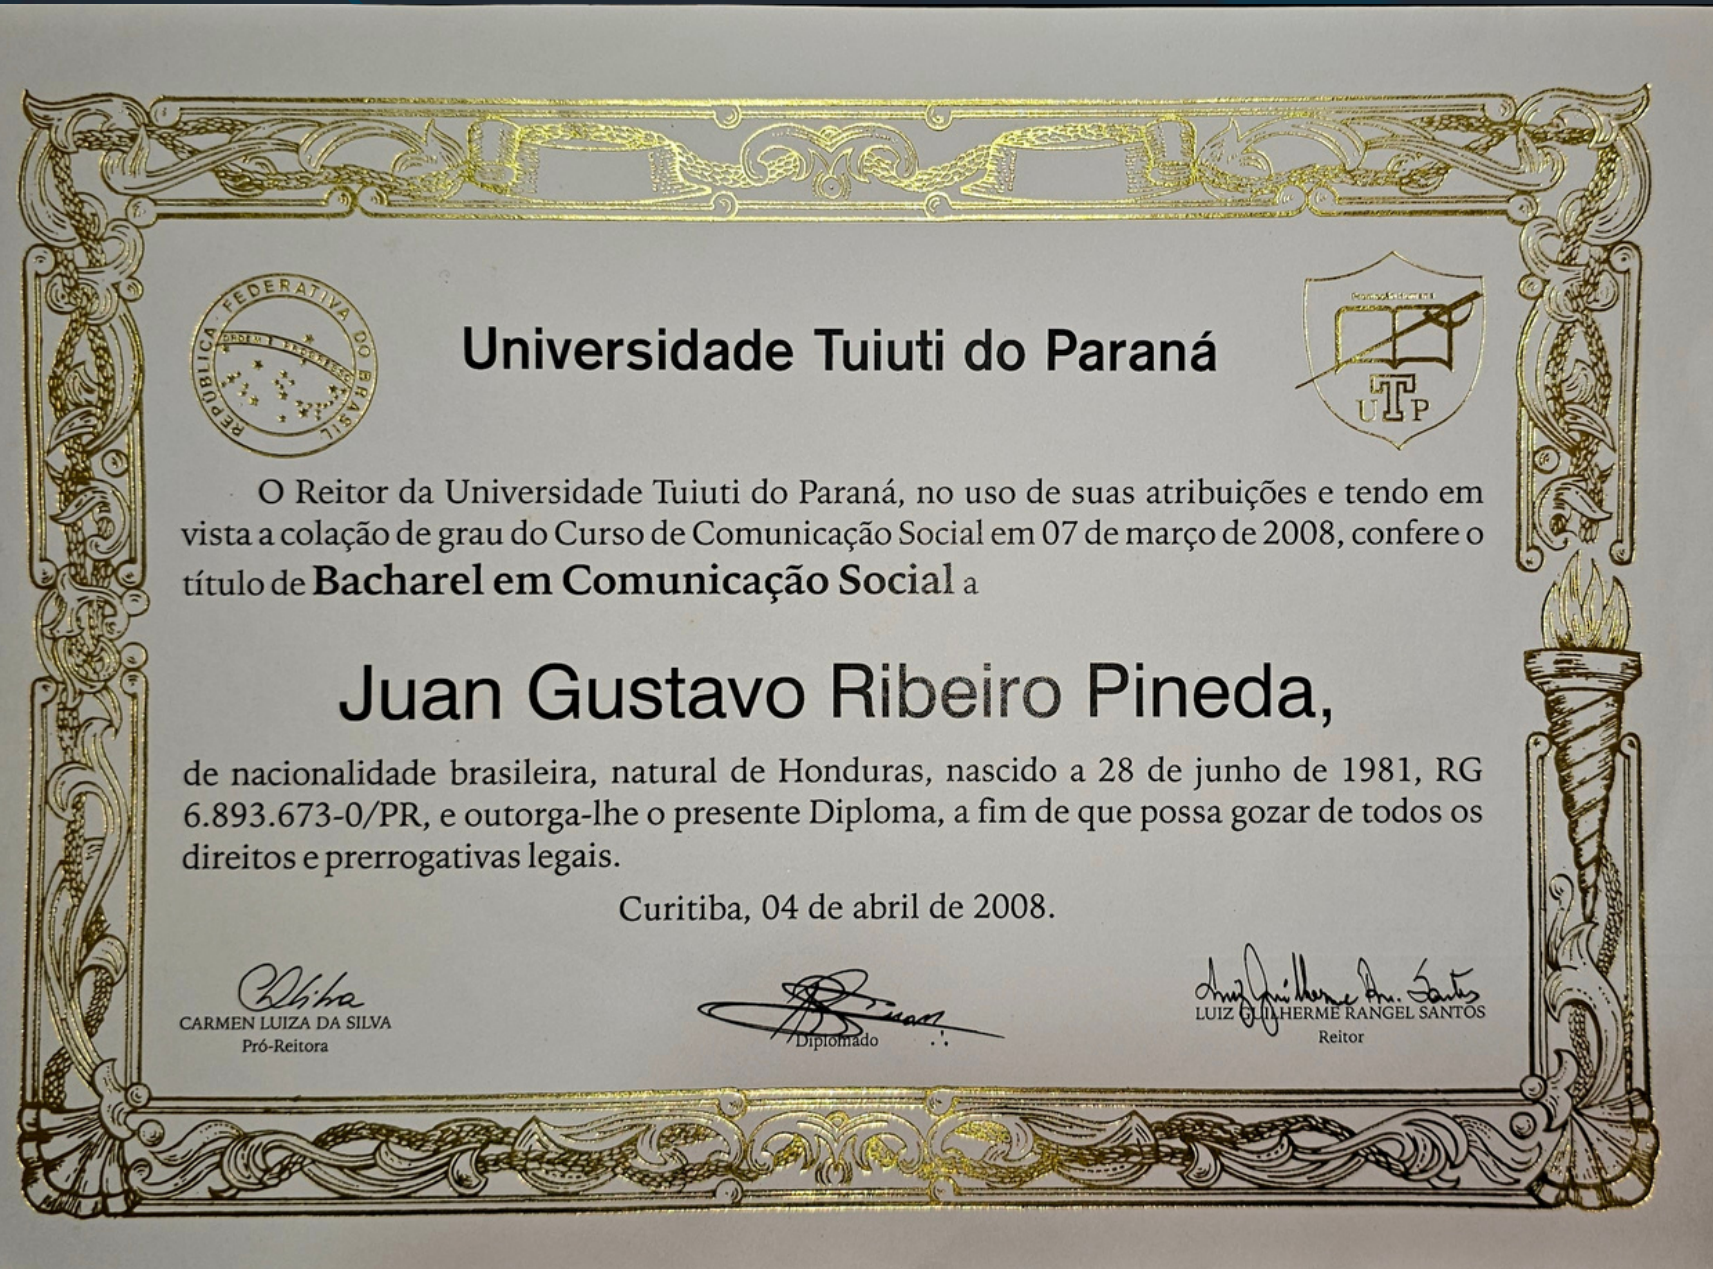 REPÚBLICA FEDERATIVA DO BRASIL
ORDEM E PROGRESSO
Universidade Tuiuti do Paraná
UTP
O Reitor da Universidade Tuiuti do Paraná, no uso de suas atribuições e tendo em
vista a colação de grau do Curso de Comunicação Social em 07 de março de 2008, confere o
título de Bacharel em Comunicação Social a
Juan Gustavo Ribeiro Pineda,
de nacionalidade brasileira, natural de Honduras, nascido a 28 de junho de 1981, RG
6.893.673-0/PR, e outorga-lhe o presente Diploma, a fim de que possa gozar de todos os
direitos e prerrogativas legais.
Curitiba, 04 de abril de 2008.
CARMEN LUIZA DA SILVA
Pró-Reitora
Diplomado
LUIZ GUILHERME RANGEL SANTOS
Reitor